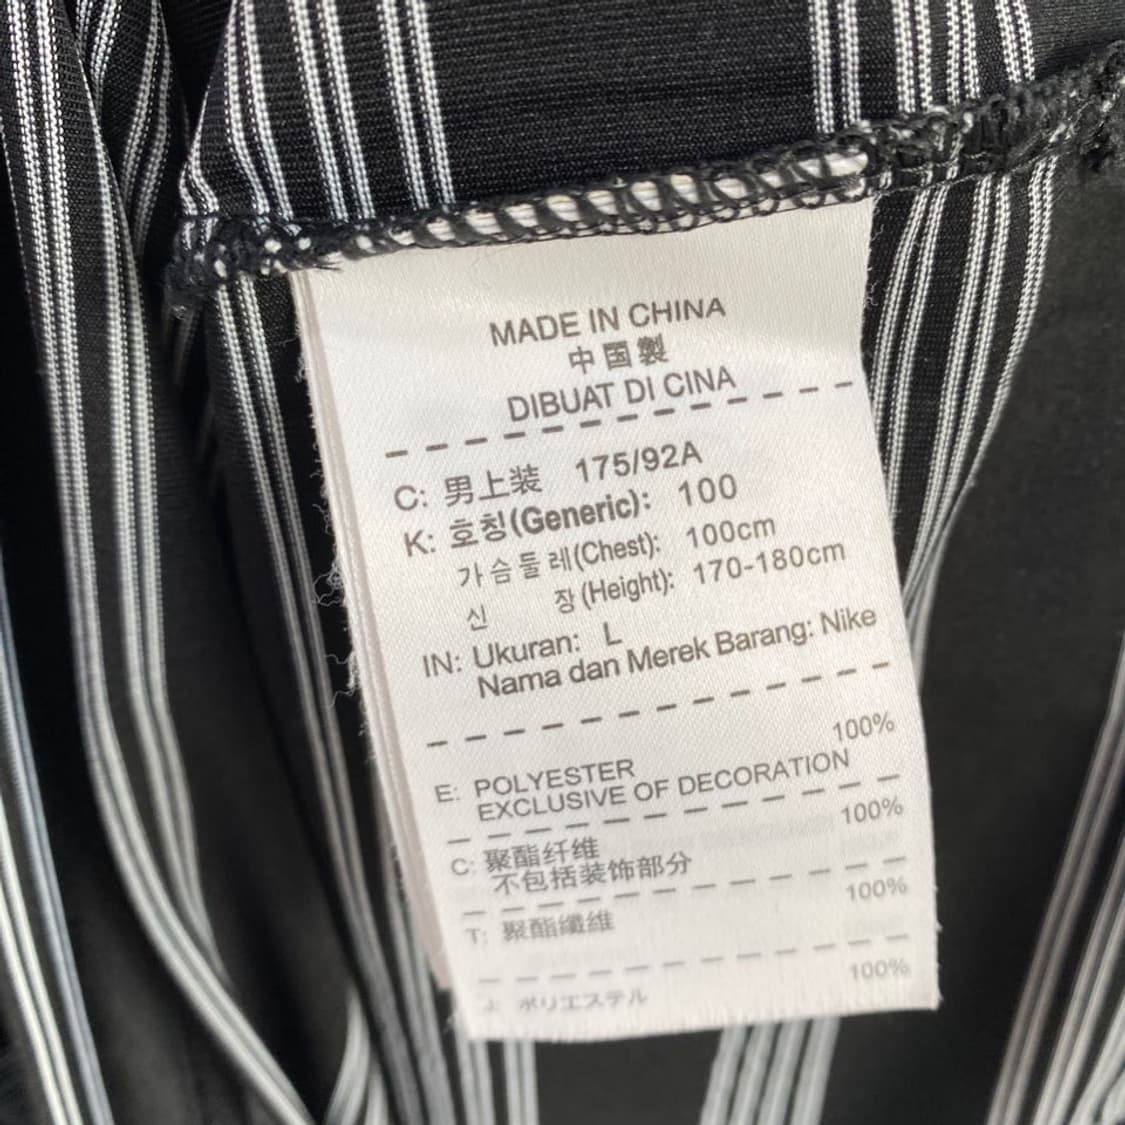 MADE IN CHINA
中国製
DIBUAT DI CINA
C: 男上装 175/92A
K: 호칭(Generic): 100
가슴둘레(Chest): 100cm
신 장(Height): 170-180cm
IN: Ukuran: L
Nama dan Merek Barang: Nike
100%
E: POLYESTER
EXCLUSIVE OF DECORATION
100%
C: 聚酯纤维
不包括装饰部分
100%
T: 聚酯纖維
100%
J: ポリエステル